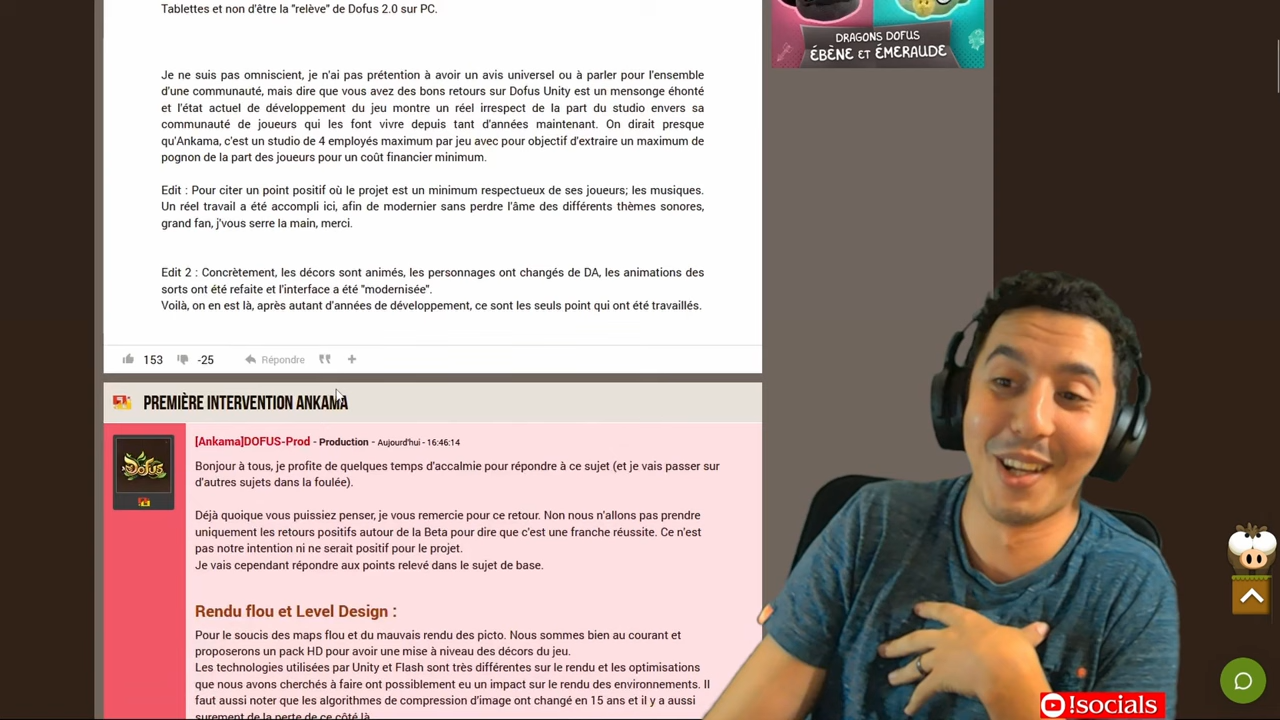 Tablettes et non d'être la "relève" de Dofus 2.0 sur PC.
DRAGONS DOFUS
ÉBÈNE ET ÉMERAUDE
Je ne suis pas omniscient, je n'ai pas prétention à avoir un avis universel ou à parler pour l'ensemble
d'une communauté, mais dire que vous avez des bons retours sur Dofus Unity est un mensonge éhonté
et l'état actuel de développement du jeu montre un réel irrespect de la part du studio envers sa
communauté de joueurs qui les font vivre depuis tant d'années maintenant. On dirait presque
qu'Ankama, c'est un studio de 4 employés maximum par jeu avec pour objectif d'extraire un maximum de
pognon de la part des joueurs pour un coût financier minimum.
Edit : Pour citer un point positif où le projet est un minimum respectueux de ses joueurs; les musiques.
Un réel travail a été accompli ici, afin de modernier sans perdre l'âme des différents thèmes sonores,
grand fan, j'vous serre la main, merci.
Edit 2 : Concrètement, les décors sont animés, les personnages ont changés de DA, les animations des
sorts ont été refaite et l'interface a été "modernisée".
Voilà, on en est là, après autant d'années de développement, ce sont les seuls point qui ont été travaillés.
153 -25 Répondre
PREMIÈRE INTERVENTION ANKAMA
[Ankama]DOFUS-Prod - Production - Aujourd'hui - 16:46:14
DOFUS
Bonjour à tous, je profite de quelques temps d'accalmie pour répondre à ce sujet (et je vais passer sur
d'autres sujets dans la foulée).
Déjà quoique vous puissiez penser, je vous remercie pour ce retour. Non nous n'allons pas prendre
uniquement les retours positifs autour de la Beta pour dire que c'est une franche réussite. Ce n'est
pas notre intention ni ne serait positif pour le projet.
Je vais cependant répondre aux points relevé dans le sujet de base.
Rendu flou et Level Design :
Pour le soucis des maps flou et du mauvais rendu des picto. Nous sommes bien au courant et
proposerons un pack HD pour avoir une mise à niveau des décors du jeu.
Les technologies utilisées par Unity et Flash sont très différentes sur le rendu et les optimisations
que nous avons cherchés à faire ont possiblement eu un impact sur le rendu des environnements. Il
faut aussi noter que les algorithmes de compression d'image ont changé en 15 ans et il y a aussi
surement de la perte de ce côté là.
!socials